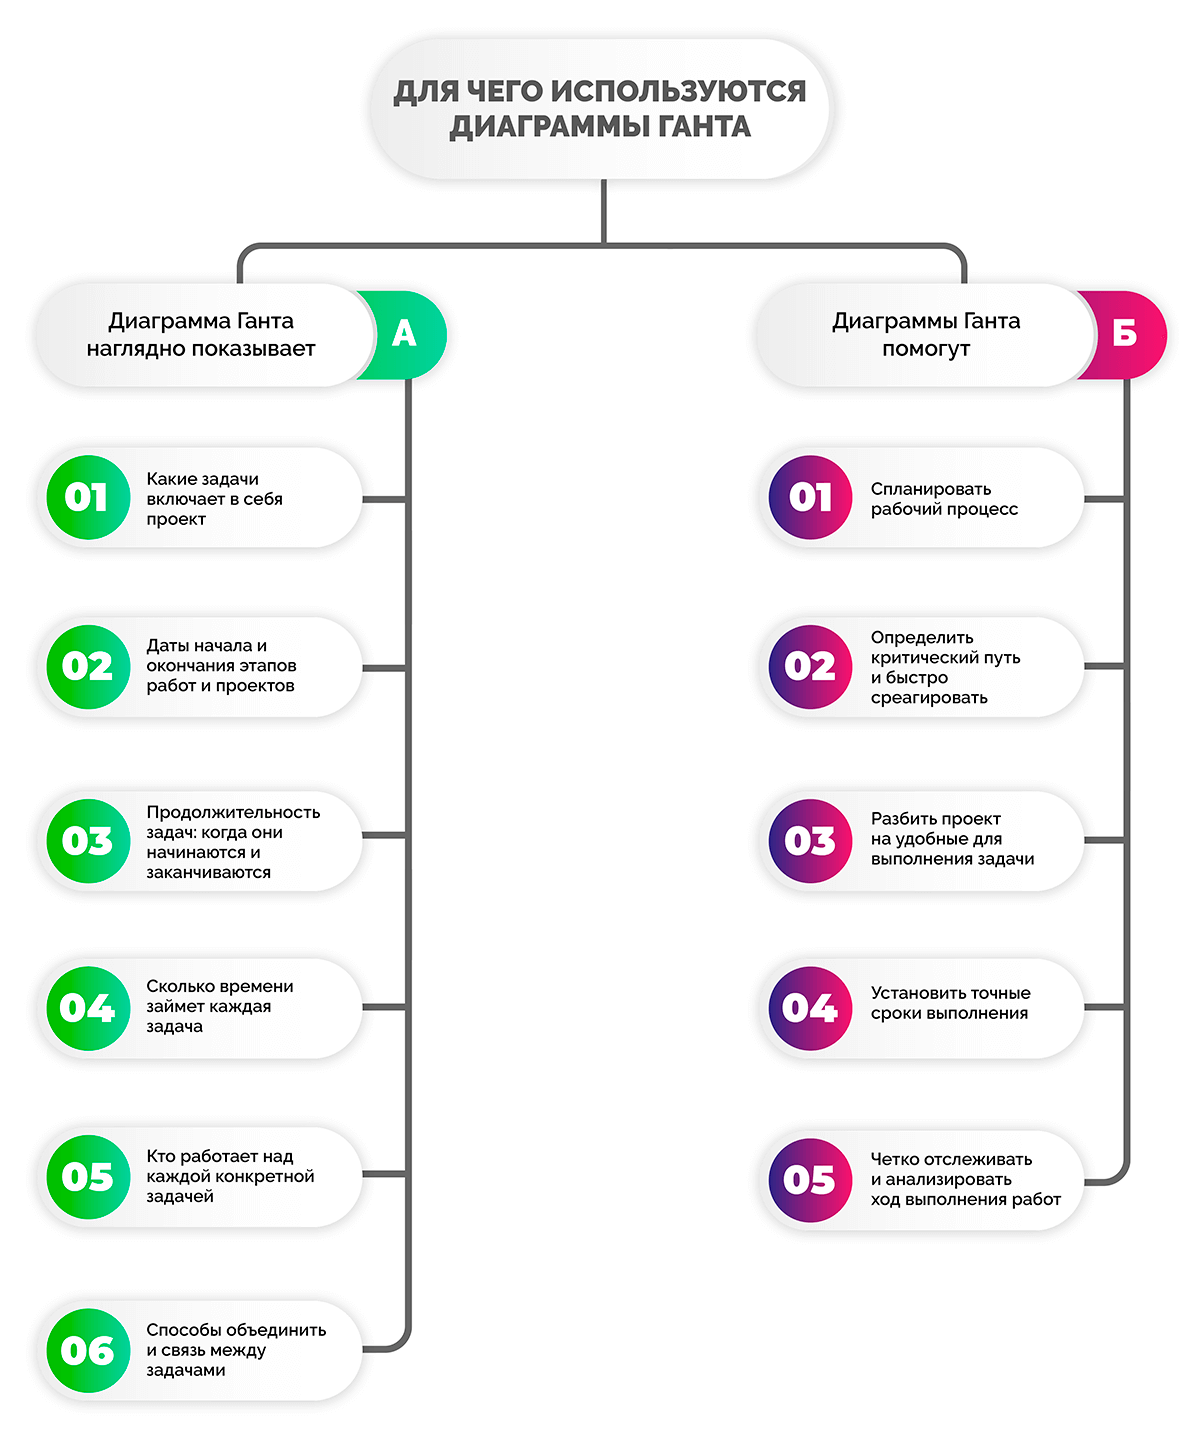 ДЛЯ ЧЕГО ИСПОЛЬЗУЮТСЯ
ДИАГРАММЫ ГАНТА
Диаграмма Ганта
наглядно показывает
А
01
Какие задачи
включает в себя
проект
02
Даты начала и
окончания этапов
работ и проектов
03
Продолжительность
задач: когда они
начинаются и
заканчиваются
04
Сколько времени
займет каждая
задача
05
Кто работает над
каждой конкретной
задачей
06
Способы объединить
и связь между
задачами
Диаграммы Ганта
помогут
Б
01
Спланировать
рабочий процесс
02
Определить
критический путь
и быстро
среагировать
03
Разбить проект
на удобные для
выполнения задачи
04
Установить точные
сроки выполнения
05
Четко отслеживать
и анализировать
ход выполнения работ